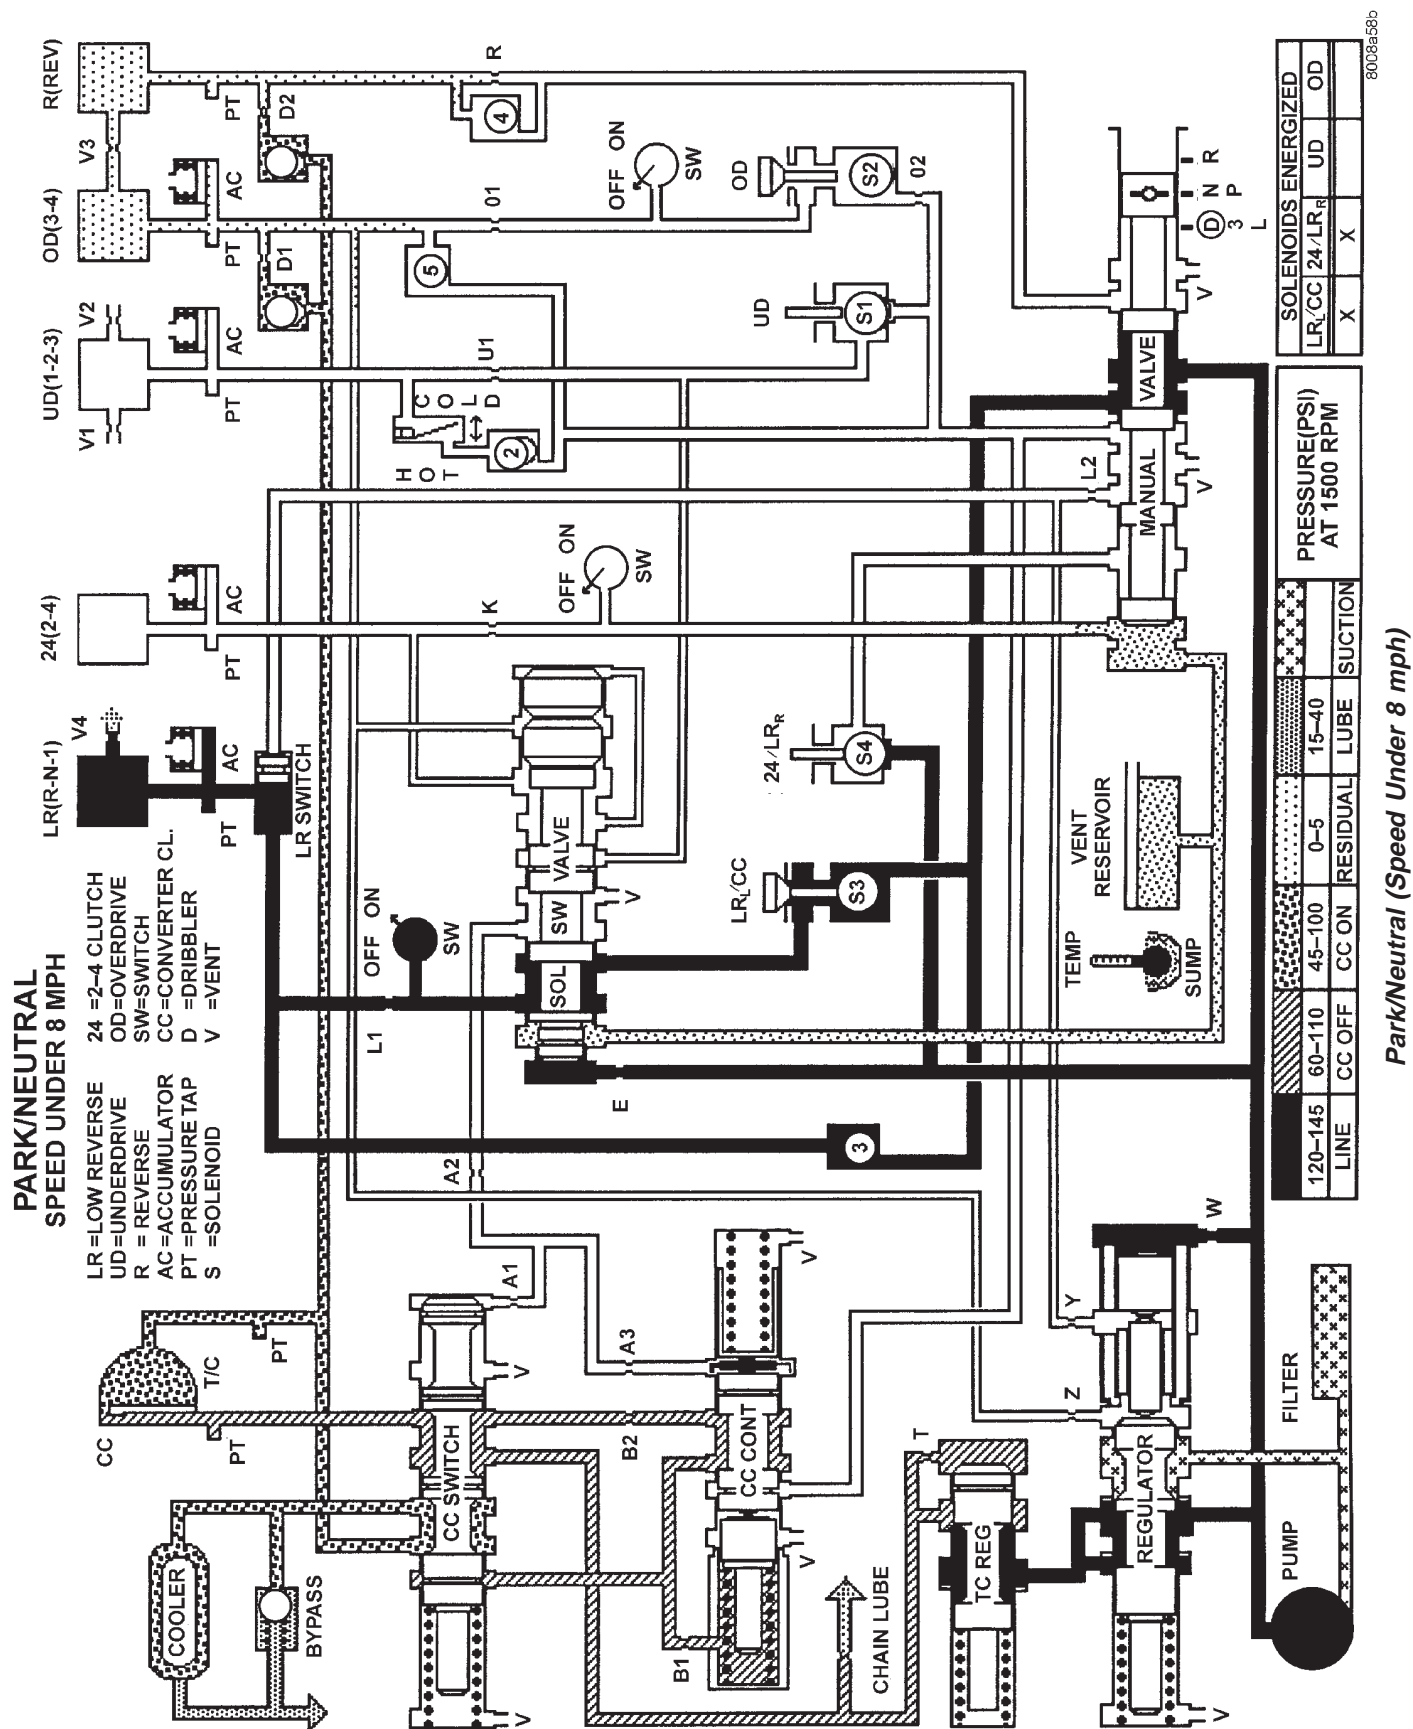 PARK/NEUTRAL
SPEED UNDER 8 MPH
LR =LOW REVERSE
UD=UNDERDRIVE
R = REVERSE
AC=ACCUMULATOR
PT =PRESSURE TAP
S =SOLENOID
24 =2–4 CLUTCH
OD=OVERDRIVE
SW=SWITCH
CC =CONVERTER CL.
D =DRIBBLER
V =VENT
LR(R-N-1)
24(2-4)
UD(1-2-3)
OD(3-4)
R(REV)
V4
V1
V2
V3
PT
AC
PT
AC
PT
AC
PT
AC
PT
D1
D2
LR SWITCH
CC
T/C
PT
PT
COOLER
BYPASS
CC SWITCH
V
V
A1
A2
A3
B2
B1
CC CONT
V
V
L1
OFF ON
SW
SOL
SW
VALVE
V
E
K
OFF ON
SW
HOT
COLD
2
U1
5
01
4
R
OFF ON
SW
OD
S2
02
UD
S1
24/LRR
S4
LRL/CC
S3
3
L2
MANUAL
VALVE
V
V
D N R
3 P
L
VENT
RESERVOIR
TEMP
SUMP
CHAIN LUBE
T
TC REG
Z
Y
W
REGULATOR
V
PUMP
FILTER
120–145
60–110
45–100
0–5
15–40
LINE
CC OFF
CC ON
RESIDUAL
LUBE
SUCTION
PRESSURE(PSI)
AT 1500 RPM
SOLENOIDS ENERGIZED
LRL/CC 24/LRR UD OD
X X
X X
8008a58b
Park/Neutral (Speed Under 8 mph)